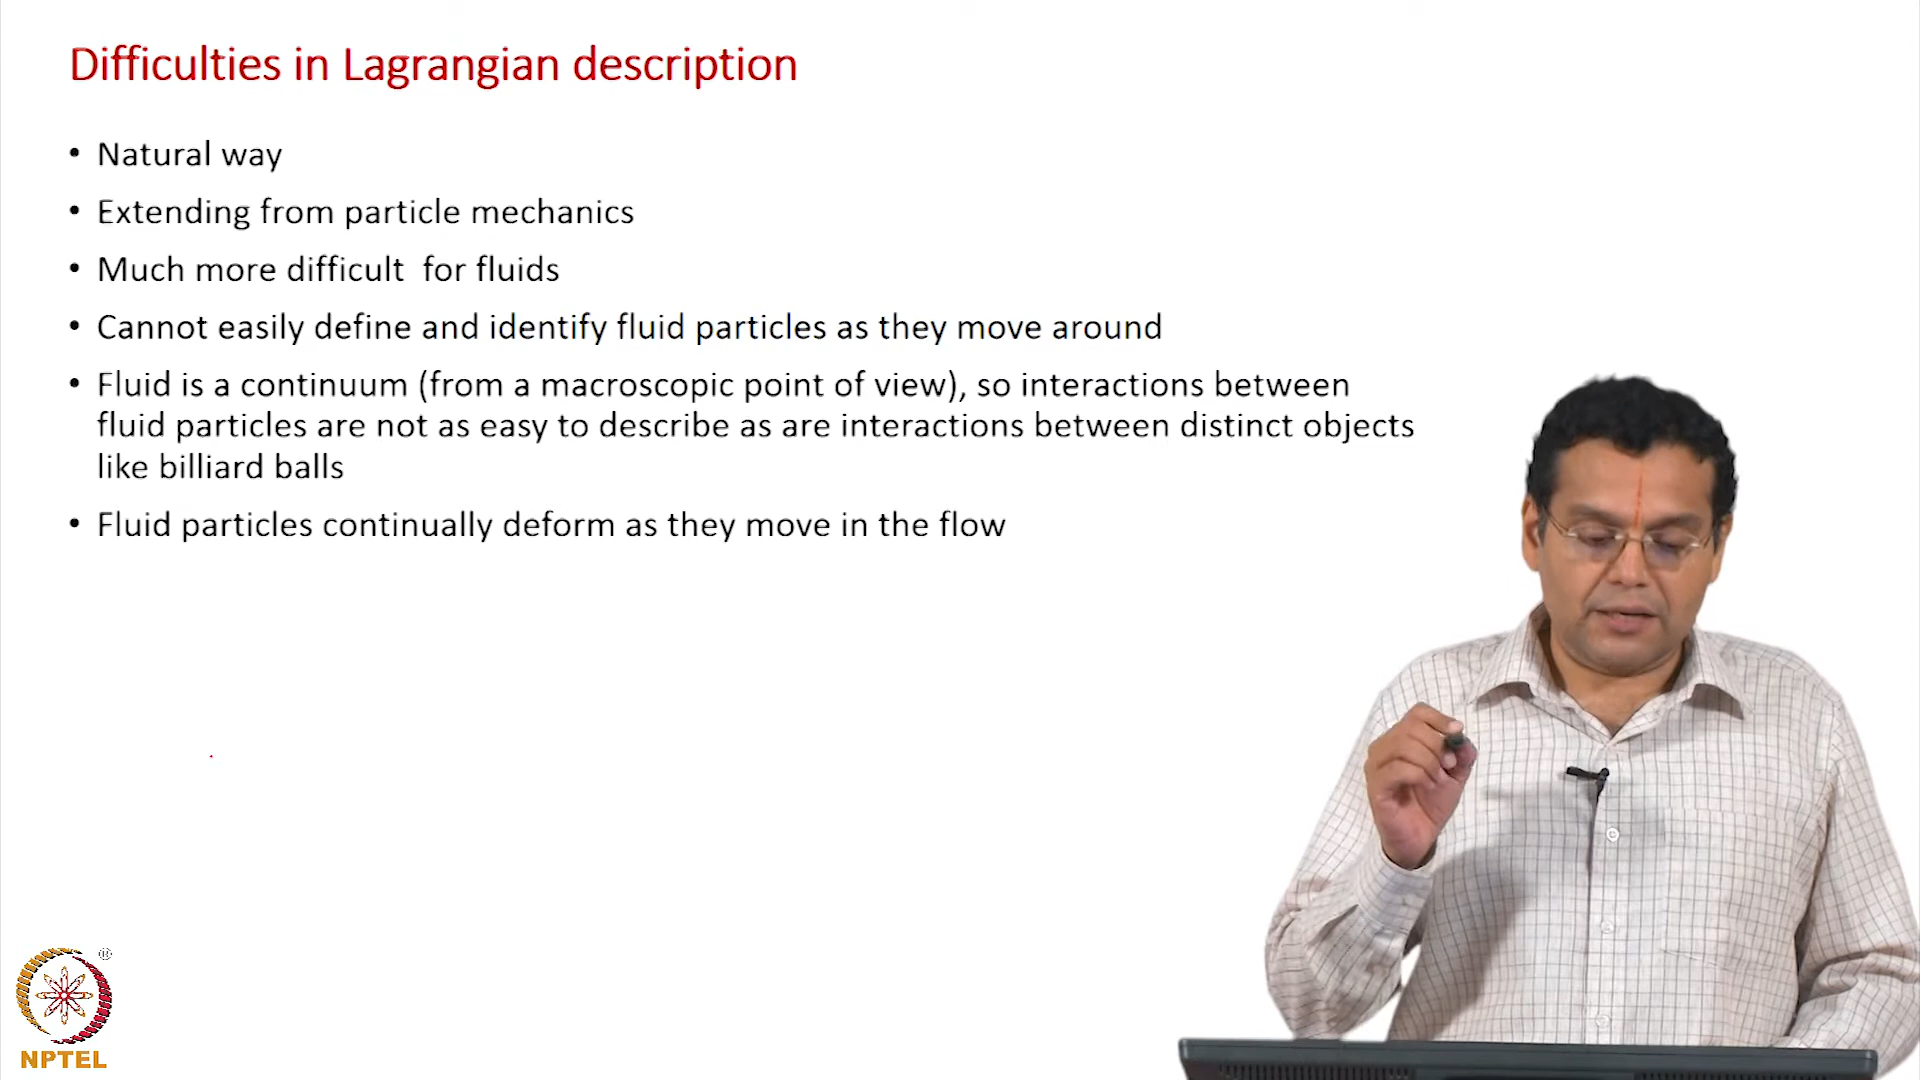 Difficulties in Lagrangian description
• Natural way
• Extending from particle mechanics
• Much more difficult  for fluids
• Cannot easily define and identify fluid particles as they move around
• Fluid is a continuum (from a macroscopic point of view), so interactions between
fluid particles are not as easy to describe as are interactions between distinct objects
like billiard balls
• Fluid particles continually deform as they move in the flow
®
NPTEL